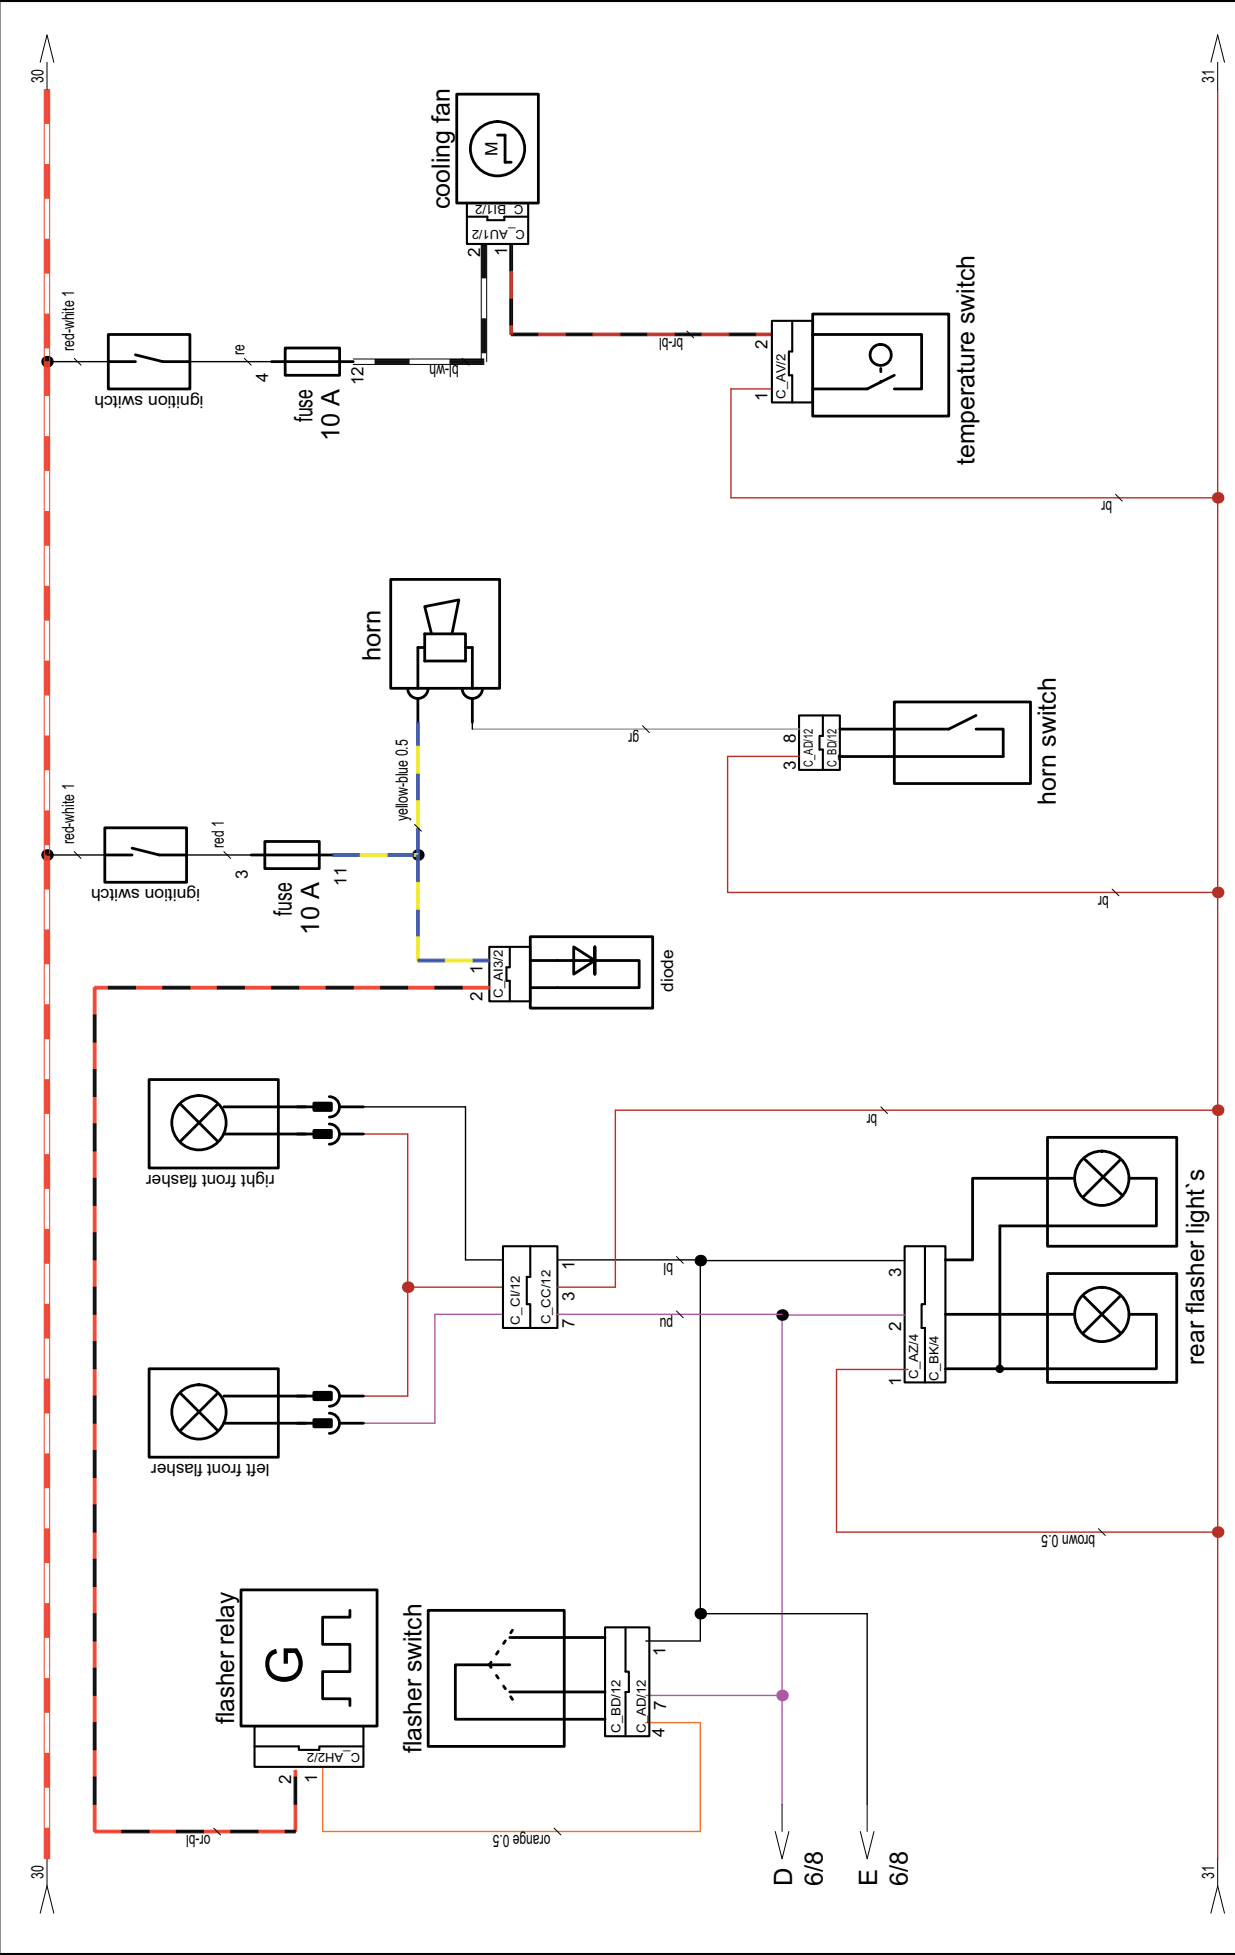 30
30
31
31
red-white 1
ignition switch
re
4
fuse
10 A
12
bl-wh
cooling fan
M
C_BI1/2
C_AU1/2
2
1
br-bl
2
1
C_AV/2
temperature switch
br
red-white 1
ignition switch
red 1
3
fuse
10 A
11
yellow-blue 0.5
horn
gr
8
3
C_AD/12
C_BD/12
horn switch
br
1
2
C_AI3/2
diode
or-bl
right front flasher
left front flasher
C_CI/12
C_CC/12
1
3
7
bl
pu
br
3
2
1
C_AZ/4
C_BK/4
rear flasher light`s
brown 0.5
flasher relay
G
C_AH2/2
2
1
orange 0.5
flasher switch
C_BD/12
C_AD/12
1
7
4
D
6/8
E
6/8